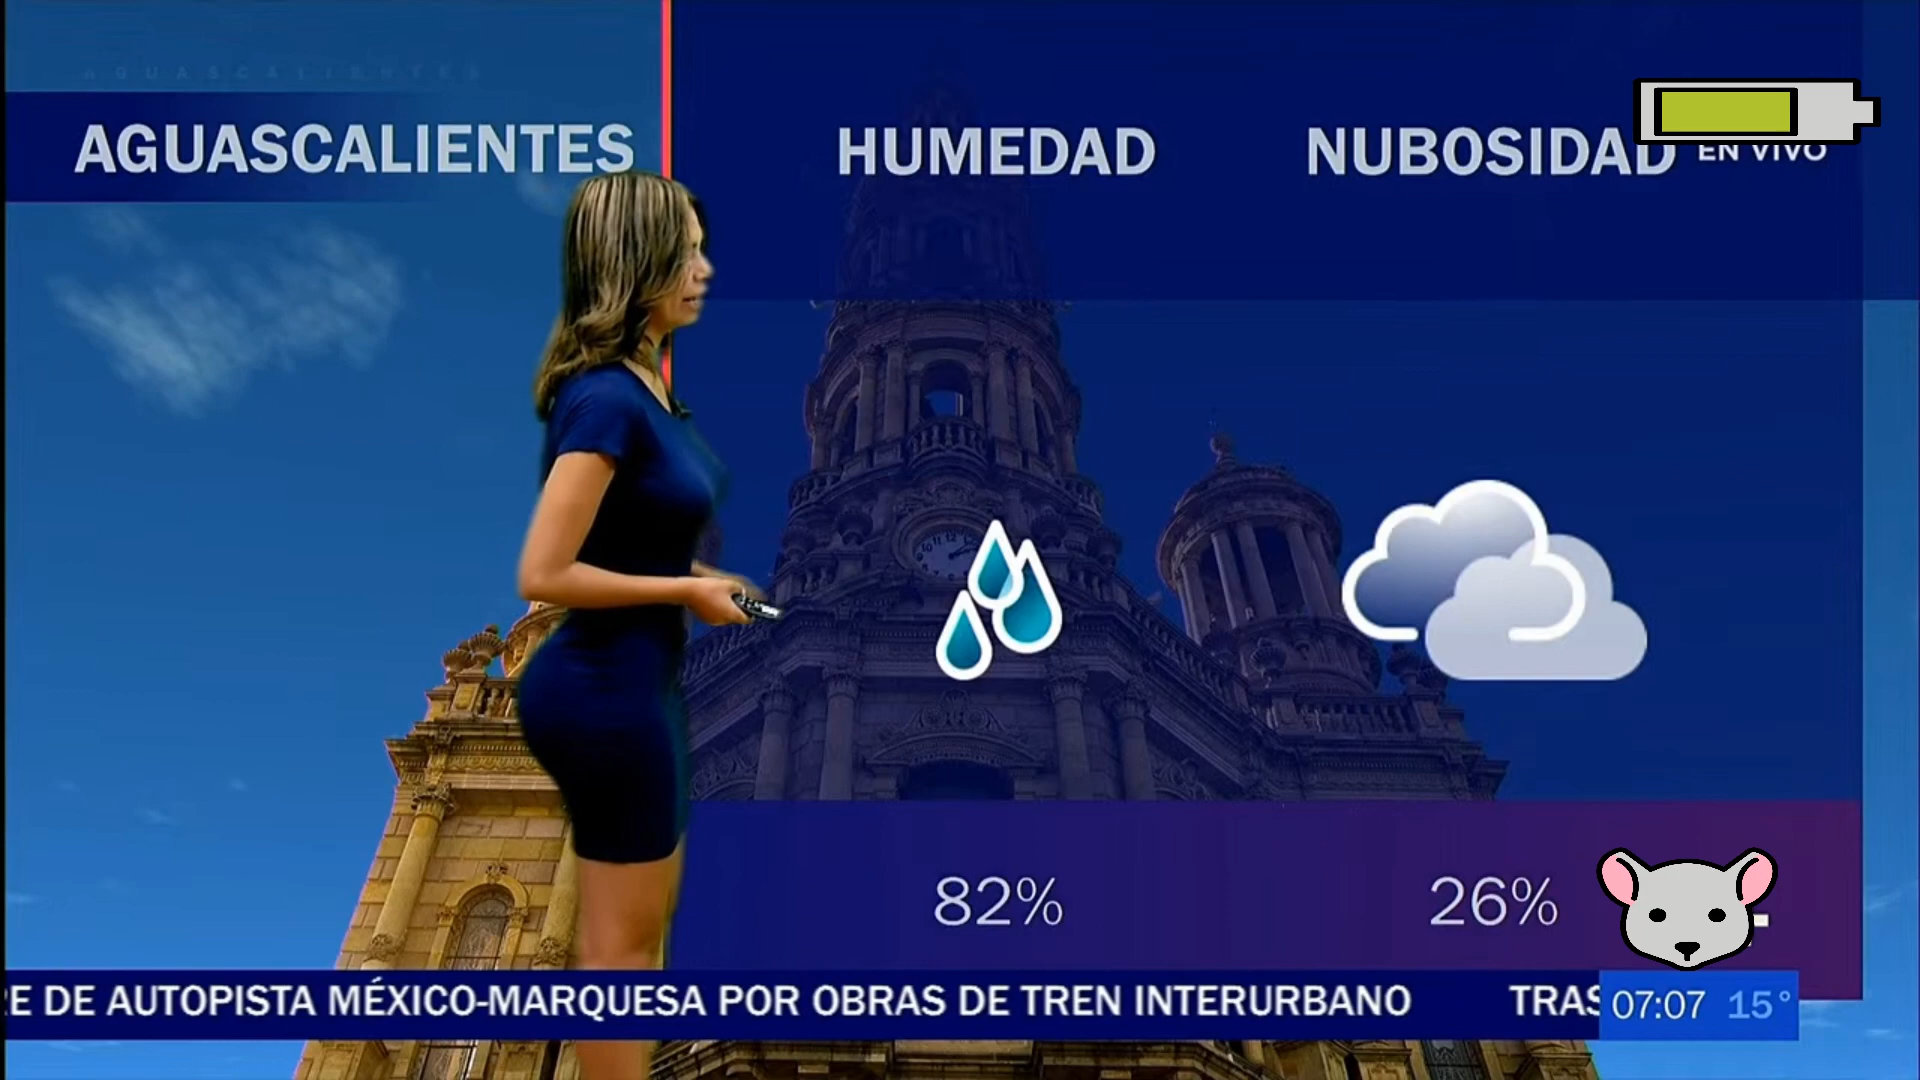 AGUASCALIENTES
AGUASCALIENTES
HUMEDAD
NUBOSIDAD
EN VIVO
82%
26%
DE AUTOPISTA MÉXICO-MARQUESA POR OBRAS DE TREN INTERURBANO
07:07 15°